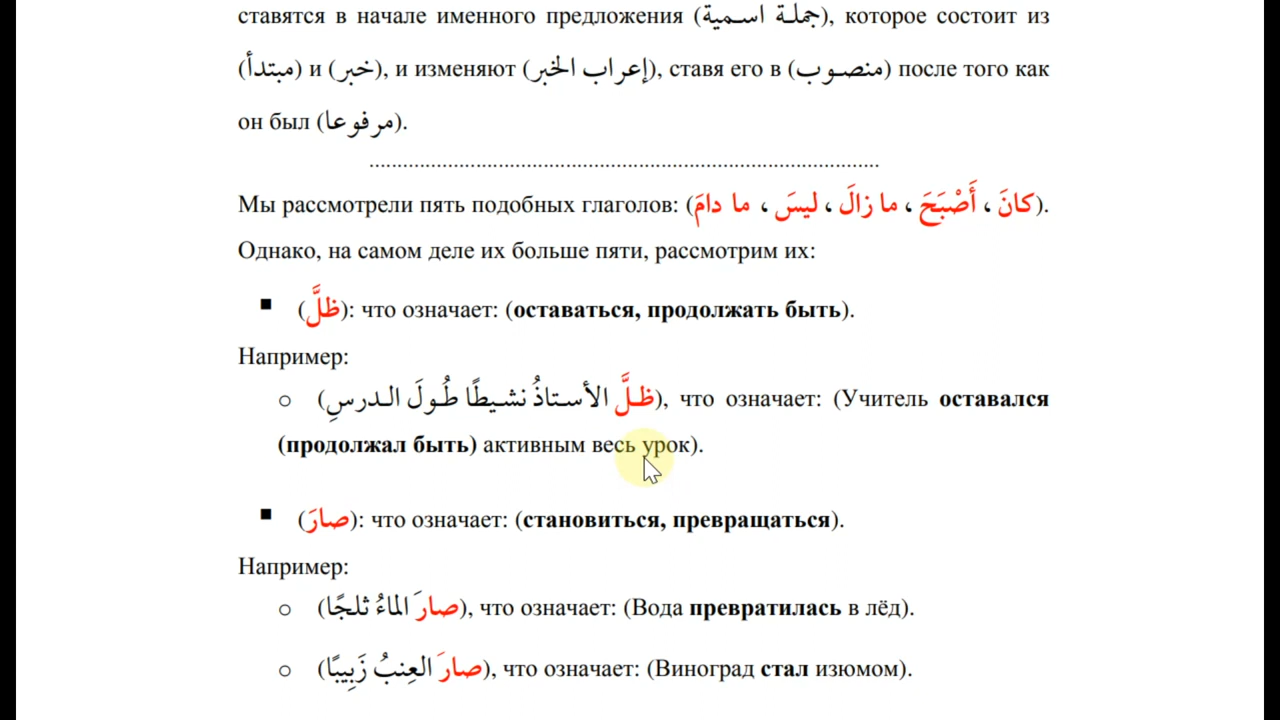 ставятся в начале именного предложения (جملة اسمية), которое состоит из
(مبتدأ) и (خبر), и изменяют (إعراب الخبر), ставя его в (منصوب) после того как
он был (مرفوعا).
................................................................................................
Мы рассмотрели пять подобных глаголов: (كانَ ، أَصْبَحَ ، ما زالَ ، ليسَ ، ما دامَ).
Однако, на самом деле их больше пяти, рассмотрим их:
▪ (ظلَّ): что означает: (оставаться, продолжать быть).
Например:
o (ظلَّ الأستاذُ نشيطًا طُولَ الدرسِ), что означает: (Учитель оставался
(продолжал быть) активным весь урок).
▪ (صارَ): что означает: (становиться, превращаться).
Например:
o (صارَ الماءُ ثلجًا), что означает: (Вода превратилась в лёд).
o (صارَ العِنبُ زَبِيبًا), что означает: (Виноград стал изюмом).